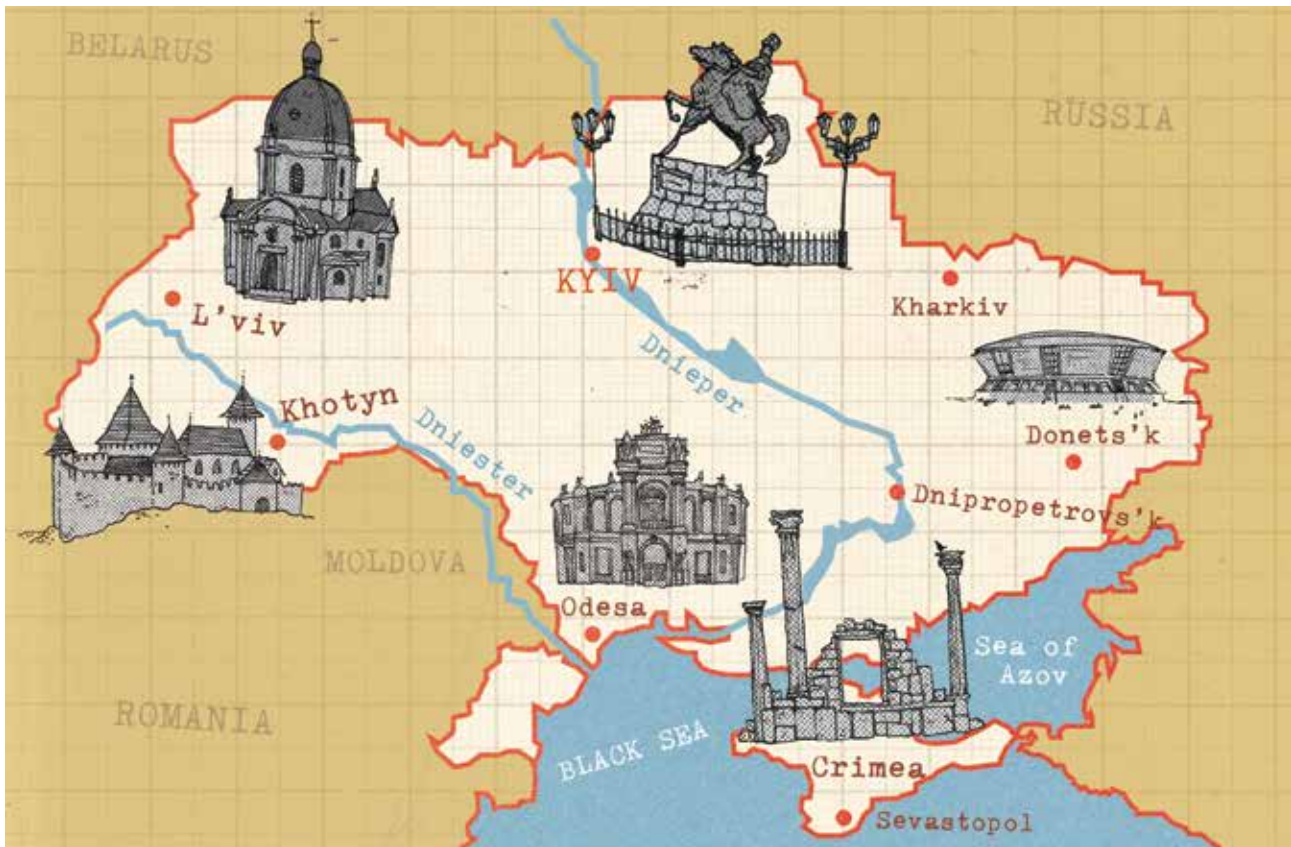 BELARUS
RUSSIA
KYIV
Kharkiv
L'viv
Dnieper
Khotyn
Dniester
Donets'k
Dnipropetrovs'k
MOLDOVA
Odesa
Sea of
Azov
ROMANIA
BLACK SEA
Crimea
Sevastopol